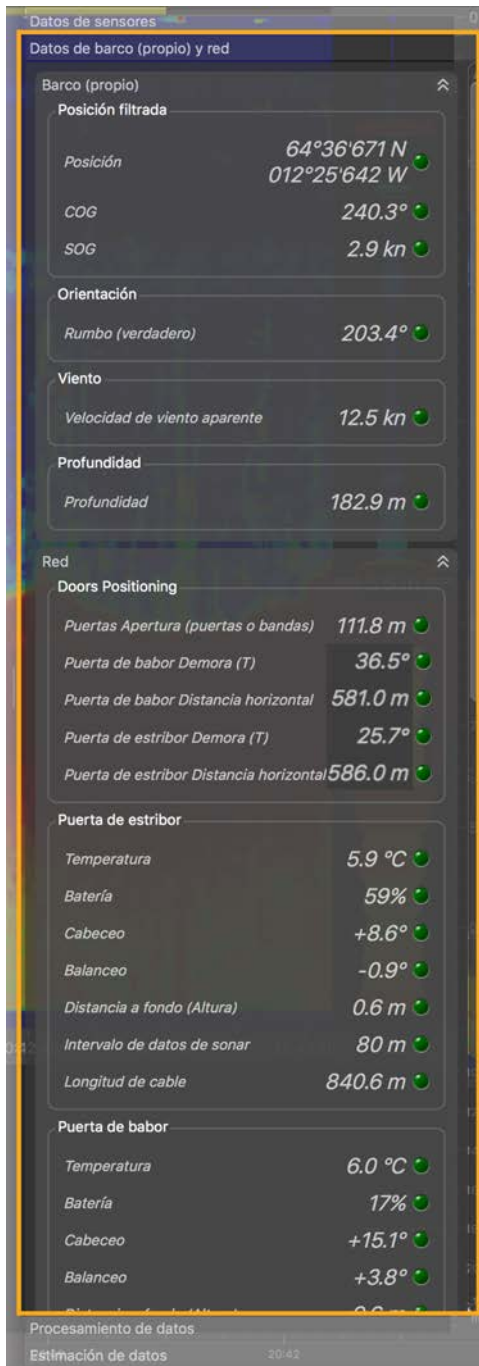 Datos de sensores
Datos de barco (propio) y red
Barco (propio)
Posición filtrada
Posición 64°36'671 N
012°25'642 W
COG 240.3°
SOG 2.9 kn
Orientación
Rumbo (verdadero) 203.4°
Viento
Velocidad de viento aparente 12.5 kn
Profundidad
Profundidad 182.9 m
Red
Doors Positioning
Puertas Apertura (puertas o bandas) 111.8 m
Puerta de babor Demora (T) 36.5°
Puerta de babor Distancia horizontal 581.0 m
Puerta de estribor Demora (T) 25.7°
Puerta de estribor Distancia horizontal 586.0 m
Puerta de estribor
Temperatura 5.9 °C
Batería 59%
Cabeceo +8.6°
Balanceo -0.9°
Distancia a fondo (Altura) 0.6 m
Intervalo de datos de sonar 80 m
Longitud de cable 840.6 m
Puerta de babor
Temperatura 6.0 °C
Batería 17%
Cabeceo +15.1°
Balanceo +3.8°
Procesamiento de datos
Estimación de datos
20:42